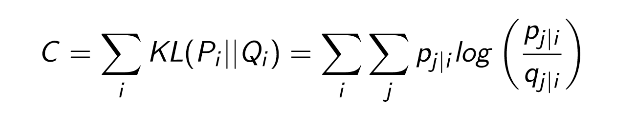 C = ∑_i KL(P_i||Q_i) = ∑_i ∑_j p_{j|i} log ( p_{j|i} / q_{j|i} )